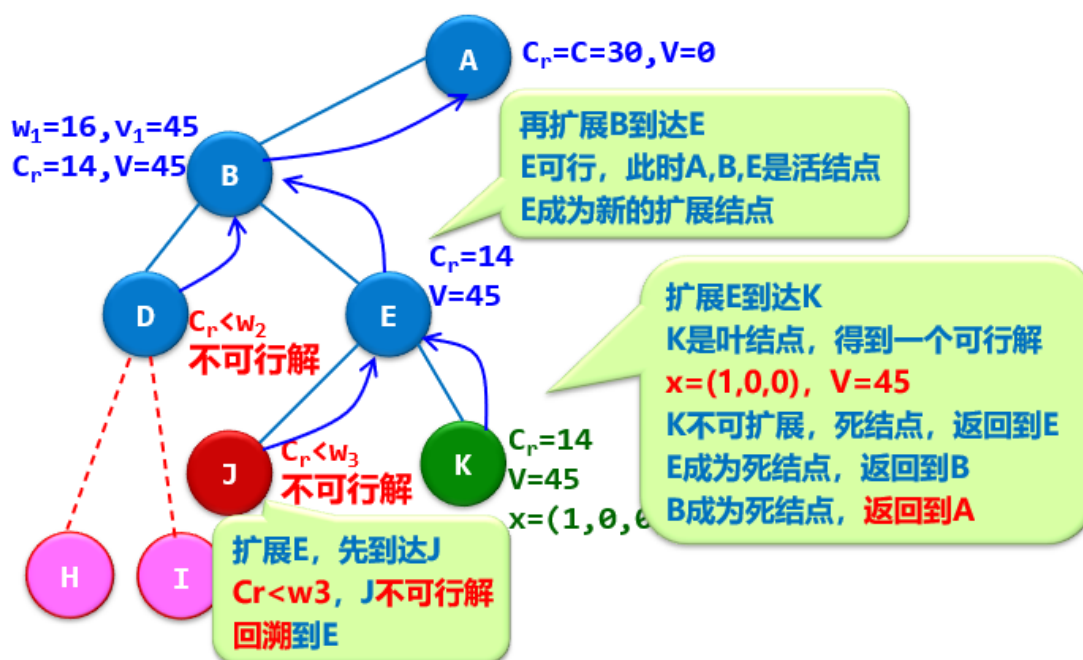 A
Cr=C=30,V=0
w1=16,v1=45
Cr=14,V=45
B
再扩展B到达E
E可行，此时A,B,E是活结点
E成为新的扩展结点
D
Cr<w2
不可行解
E
Cr=14
V=45
扩展E到达K
K是叶结点，得到一个可行解
x=(1,0,0)，V=45
K不可扩展，死结点，返回到E
E成为死结点，返回到B
B成为死结点，返回到A
J
Cr<w3
不可行解
K
Cr=14
V=45
x=(1,0,0
H
I
扩展E，先到达J
Cr<w3，J不可行解
回溯到E